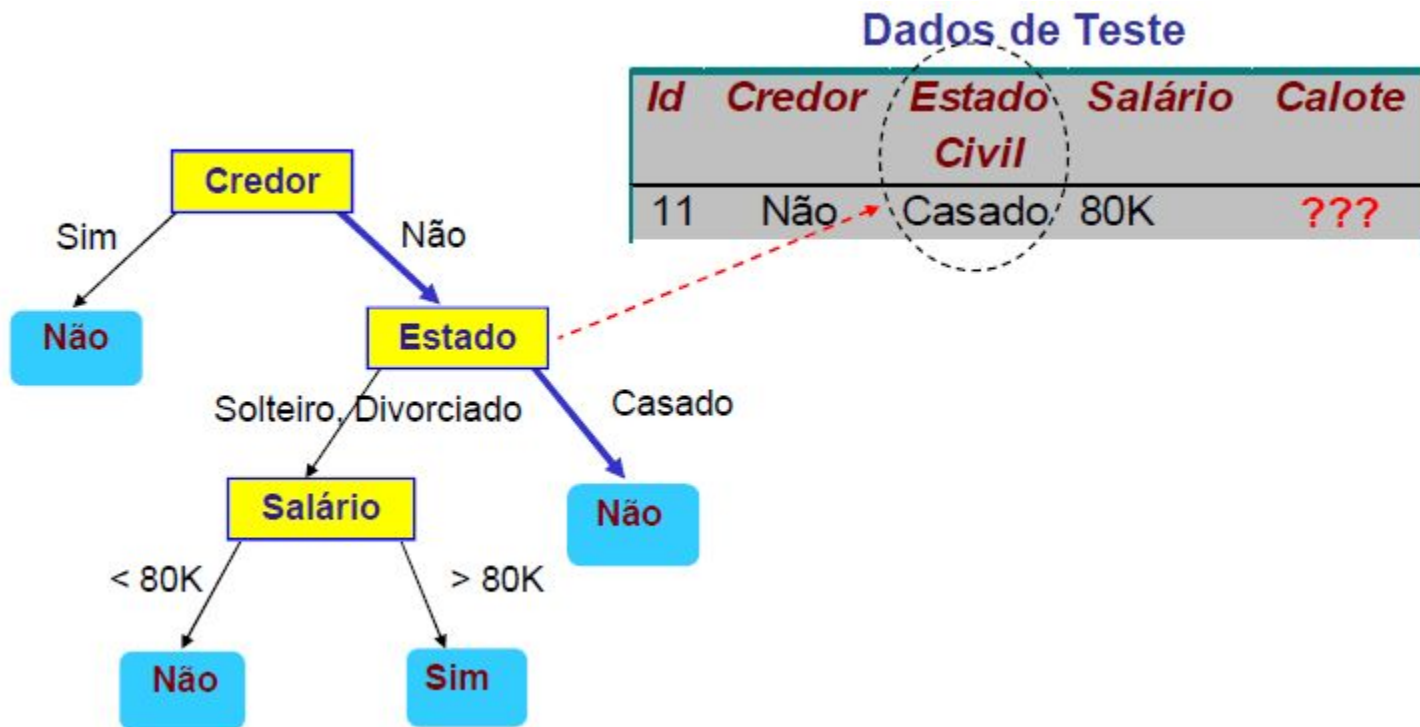 Dados de Teste
Id Credor Estado Salário Calote
Civil
11 Não Casado 80K ???
Credor
Sim
Não
Não
Estado
Solteiro, Divorciado
Casado
Salário
Não
< 80K
> 80K
Não
Sim